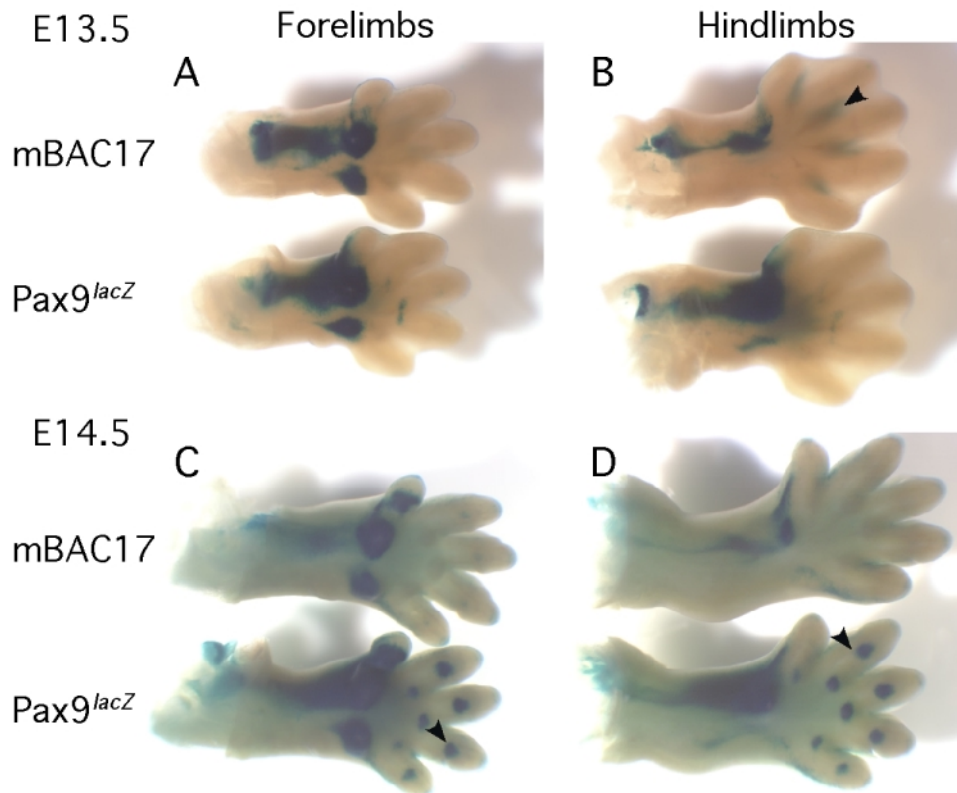 E13.5
Forelimbs
Hindlimbs
A
B
mBAC17
Pax9lacZ
E14.5
C
D
mBAC17
Pax9lacZ